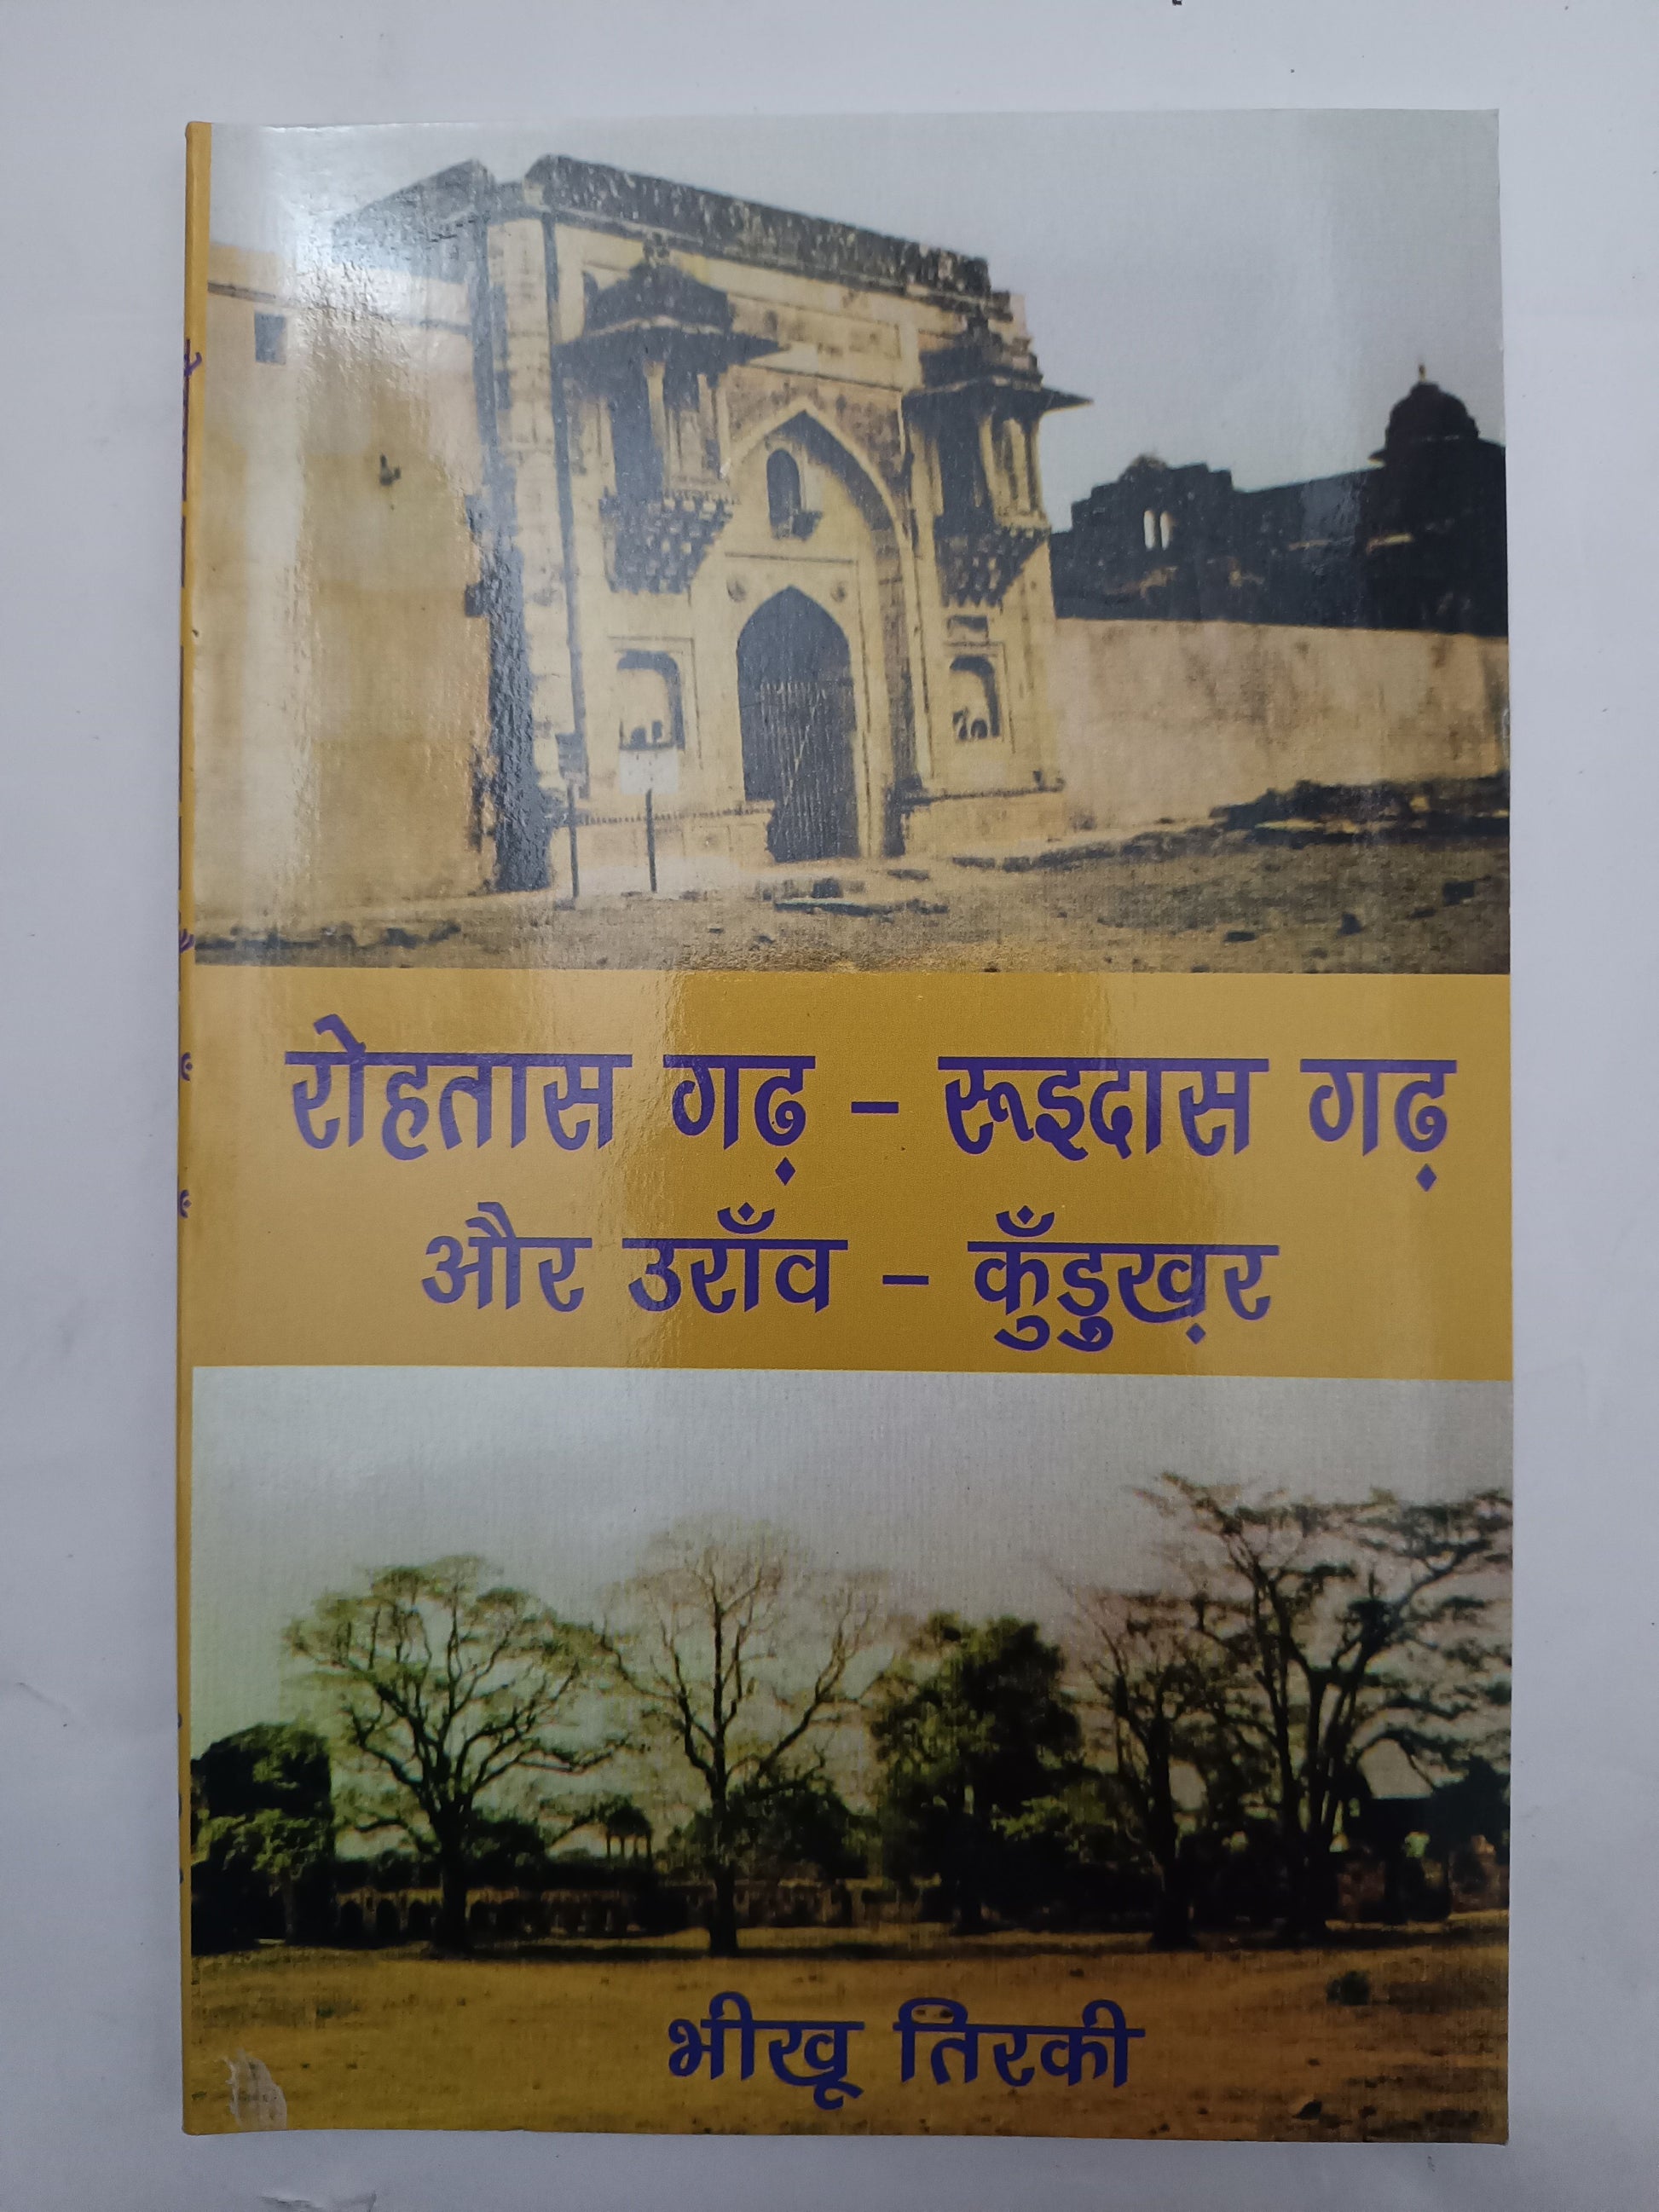 रोहतास गढ़ – रूइदास गढ़
और उराँव – कुँडुख़र
भीखू तिरकी